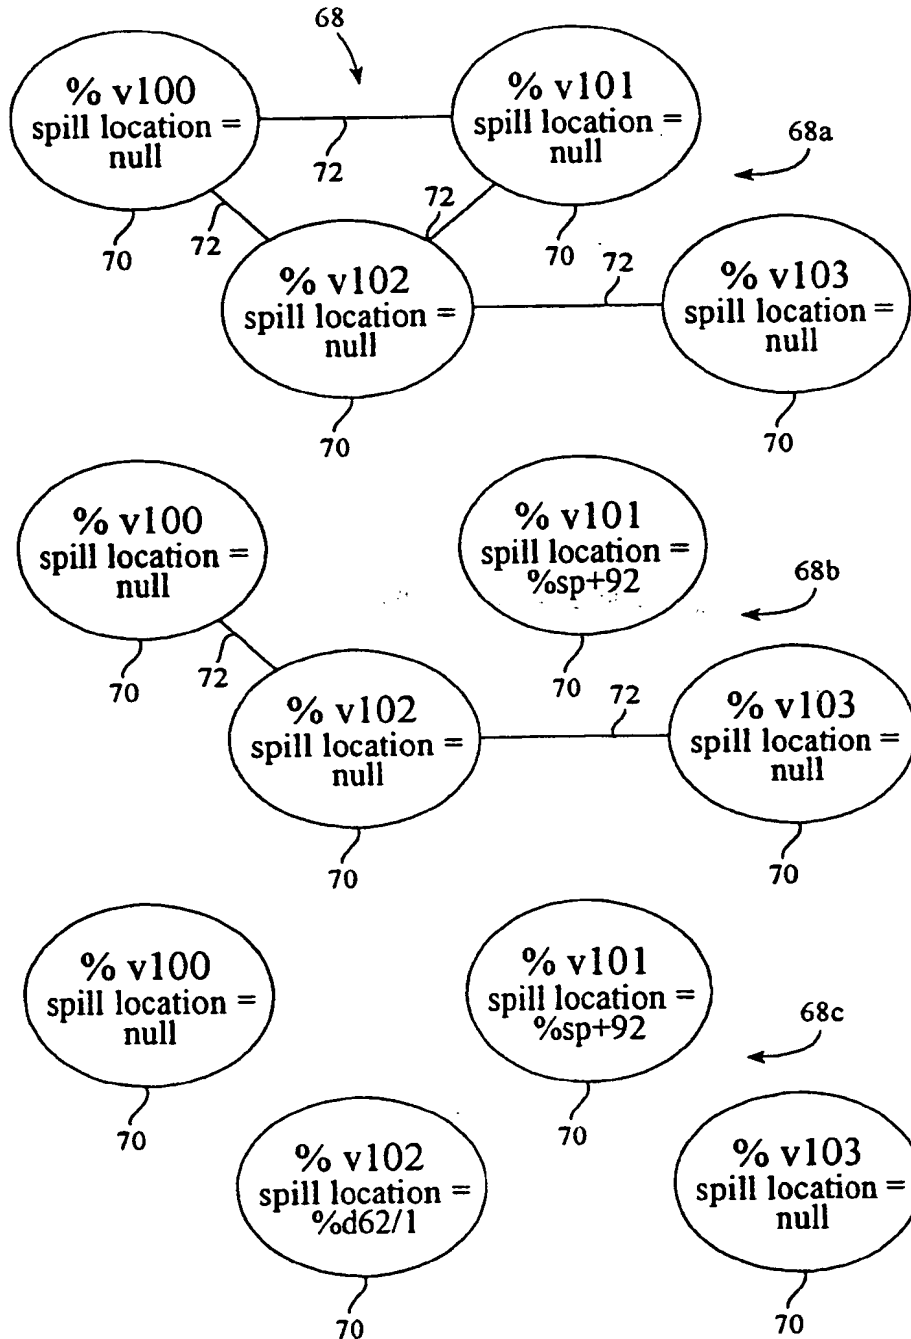 68
% v100
spill location =
null
% v101
spill location =
null
72
68a
70
72
72
70
% v102
spill location =
null
72
% v103
spill location =
null
70
70
% v100
spill location =
null
% v101
spill location =
%sp+92
68b
70
72
70
% v102
spill location =
null
72
% v103
spill location =
null
70
70
% v100
spill location =
null
% v101
spill location =
%sp+92
68c
70
70
% v102
spill location =
%d62/1
% v103
spill location =
null
70
70